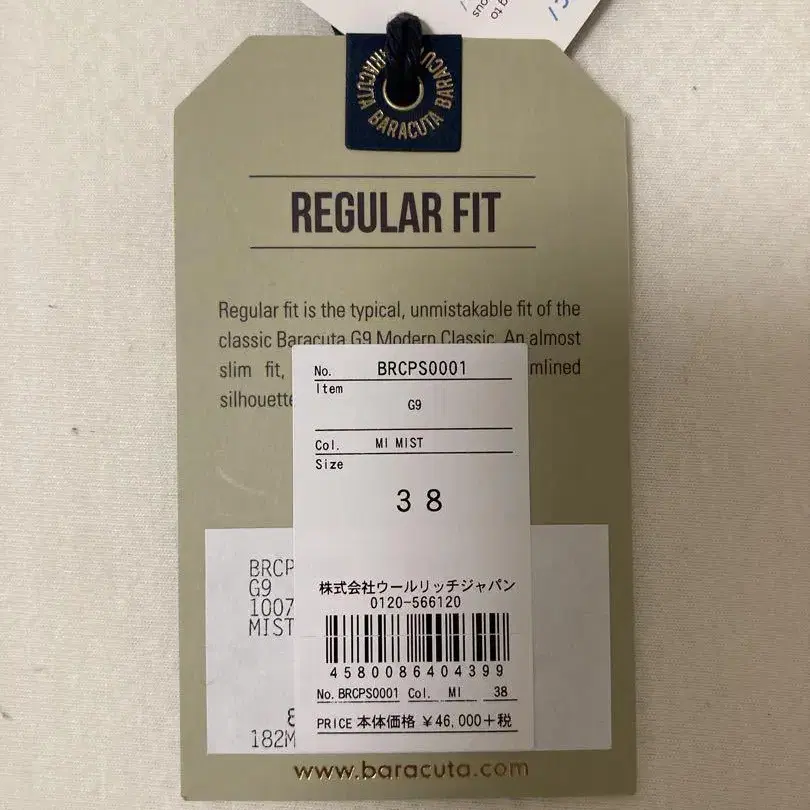 g to
ous
BARACUTA BARACUTA BARACU
REGULAR FIT
Regular fit is the typical, unmistakable fit of the
classic Baracuta G9 Modern Classic. An almost
slim fit, mlined
silhouette
No. BRCPS0001
Item
G9
Col. MI MIST
Size
38
株式会社ウールリッチジャパン
0120-566120
4580086404399
No. BRCPS0001 Col. MI 38
PRICE 本体価格 ¥46,000+税
BRCP
G9
1007
MIST
182M
www.baracuta.com